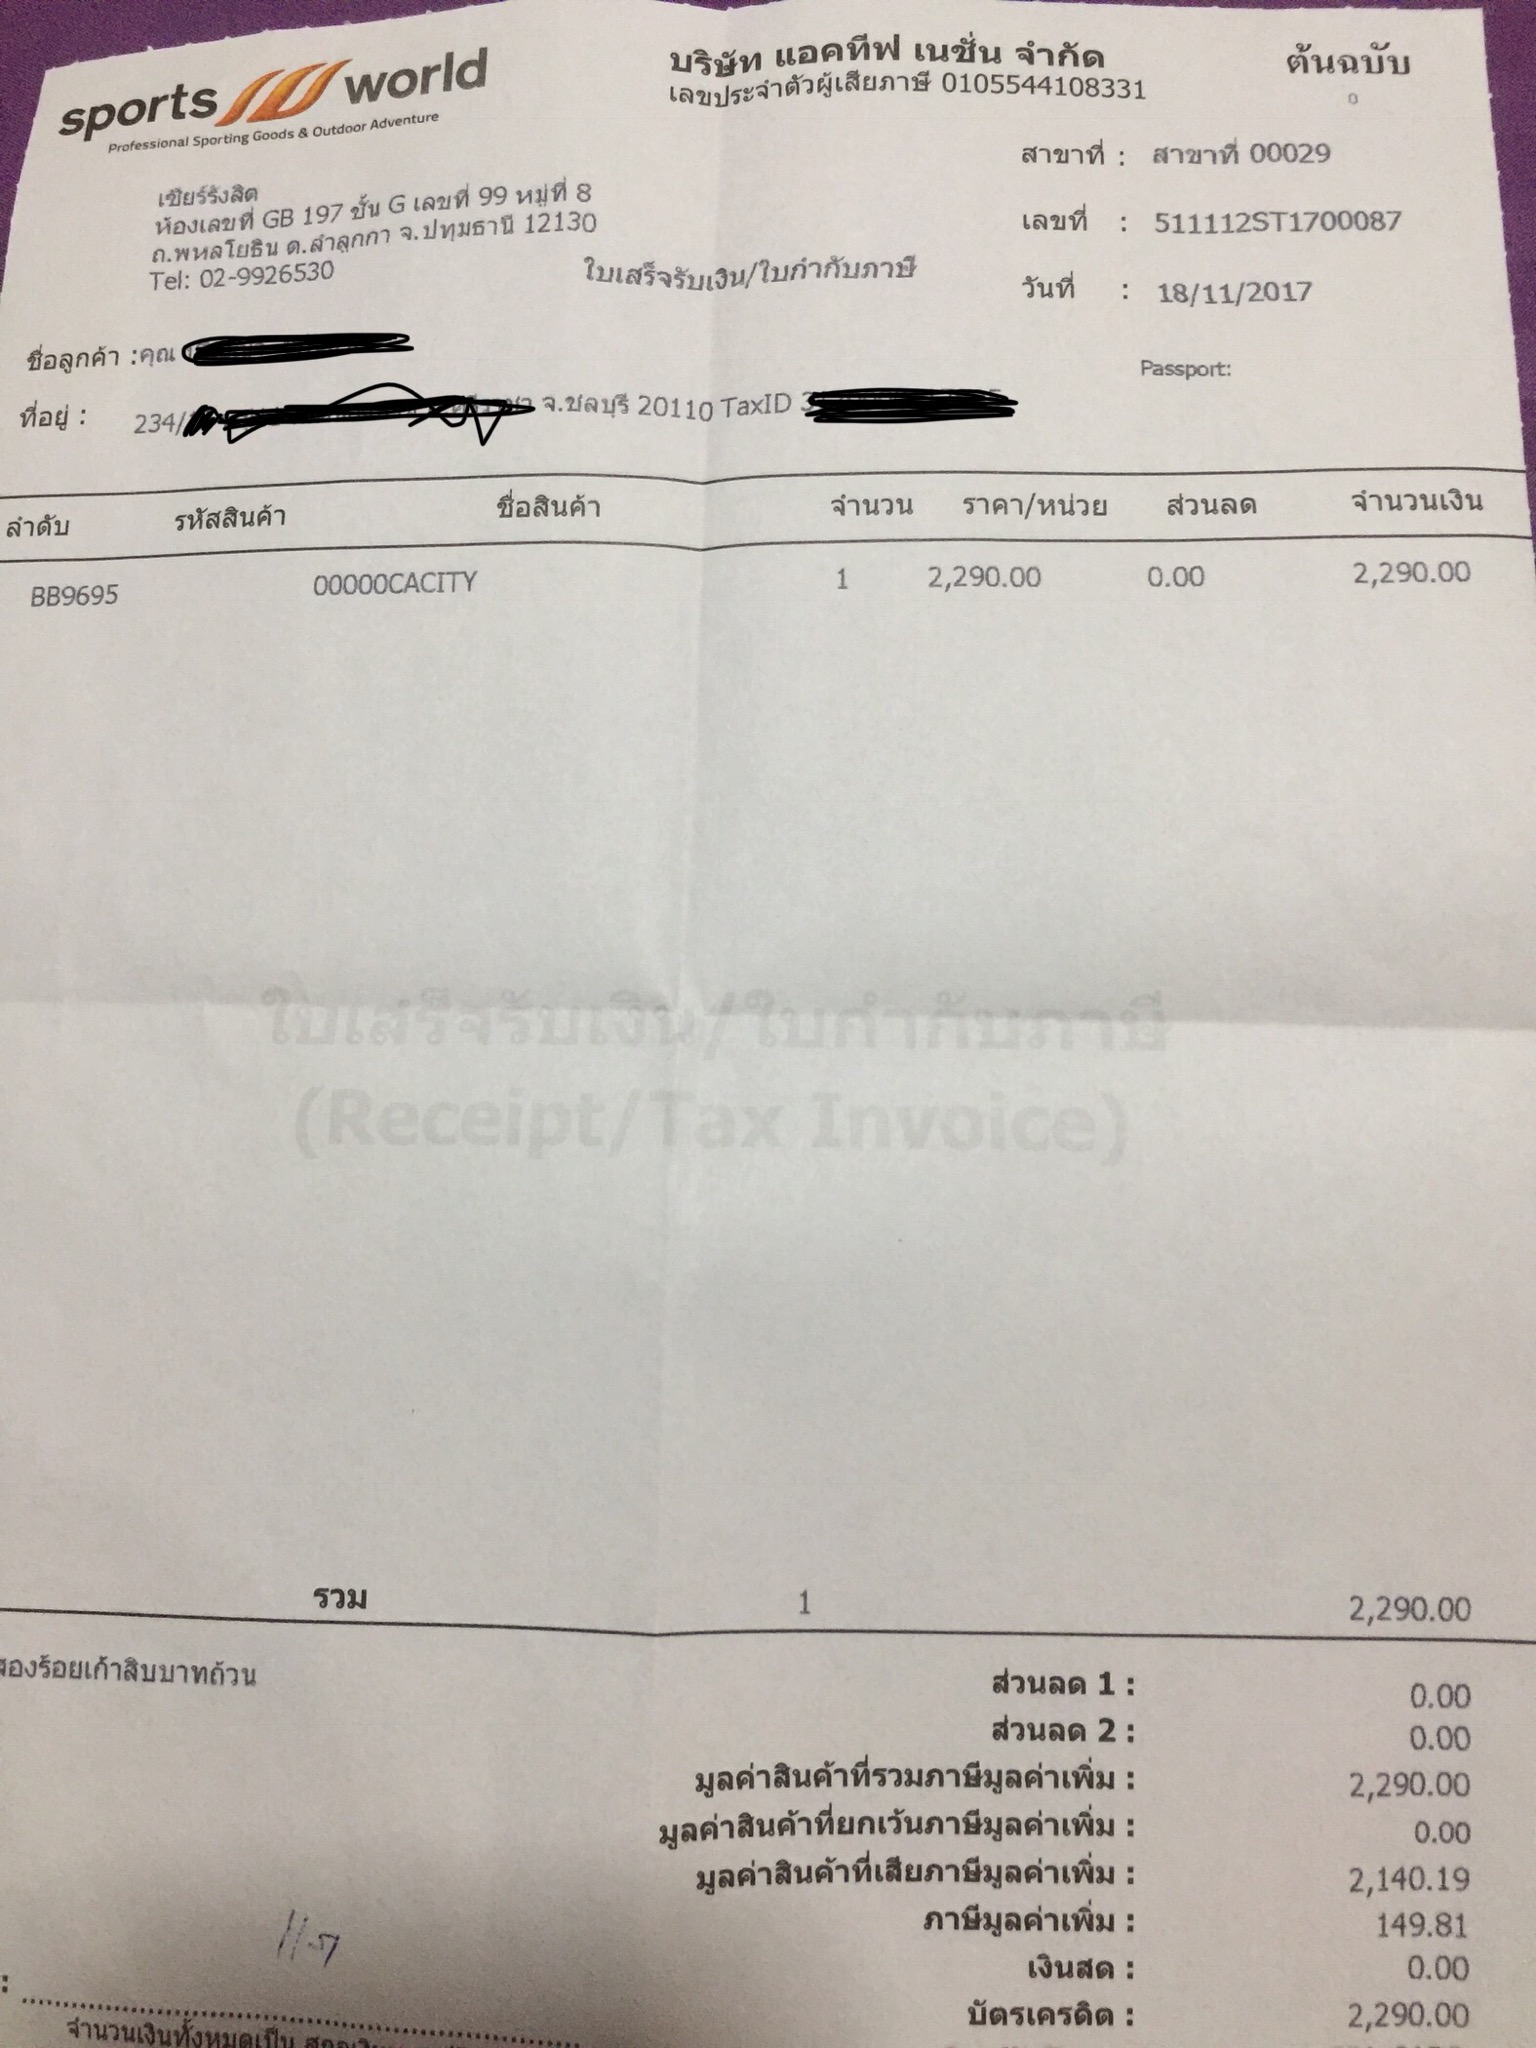 sports world
Professional Sporting Goods & Outdoor Adventure
บริษัท แอคทีฟ เนชั่น จำกัด
เลขประจำตัวผู้เสียภาษี 0105544108331
ต้นฉบับ
0
สาขาที่ : สาขาที่ 00029
เลขที่ : 511112ST1700087
วันที่ : 18/11/2017
เซียร์รังสิต
ห้องเลขที่ GB 197 ชั้น G เลขที่ 99 หมู่ที่ 8
ถ.พหลโยธิน ต.ลำลูกกา จ.ปทุมธานี 12130
Tel: 02-9926530
ใบเสร็จรับเงิน/ใบกำกับภาษี
ชื่อลูกค้า :คุณ
Passport:
ที่อยู่ : 234/ จ.ชลบุรี 20110 TaxID 3
ลำดับ รหัสสินค้า ชื่อสินค้า จำนวน ราคา/หน่วย ส่วนลด จำนวนเงิน
BB9695 00000CACITY 1 2,290.00 0.00 2,290.00
ใบเสร็จรับเงิน/ใบกำกับภาษี
(Receipt/Tax Invoice)
รวม 1 2,290.00
สองร้อยเก้าสิบบาทถ้วน
ส่วนลด 1 : 0.00
ส่วนลด 2 : 0.00
มูลค่าสินค้าที่รวมภาษีมูลค่าเพิ่ม : 2,290.00
มูลค่าสินค้าที่ยกเว้นภาษีมูลค่าเพิ่ม : 0.00
มูลค่าสินค้าที่เสียภาษีมูลค่าเพิ่ม : 2,140.19
ภาษีมูลค่าเพิ่ม : 149.81
เงินสด : 0.00
บัตรเครดิต : 2,290.00
จำนวนเงินทั้งหมดเป็น